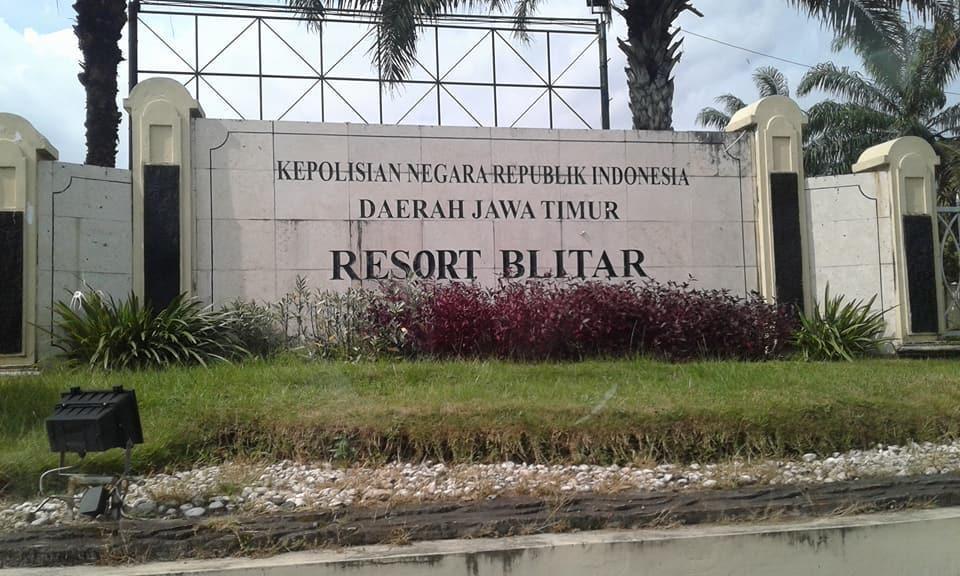 KEPOLISIAN NEGARA REPUBLIK INDONESIA
DAERAH JAWA TIMUR
RESORT BLITAR